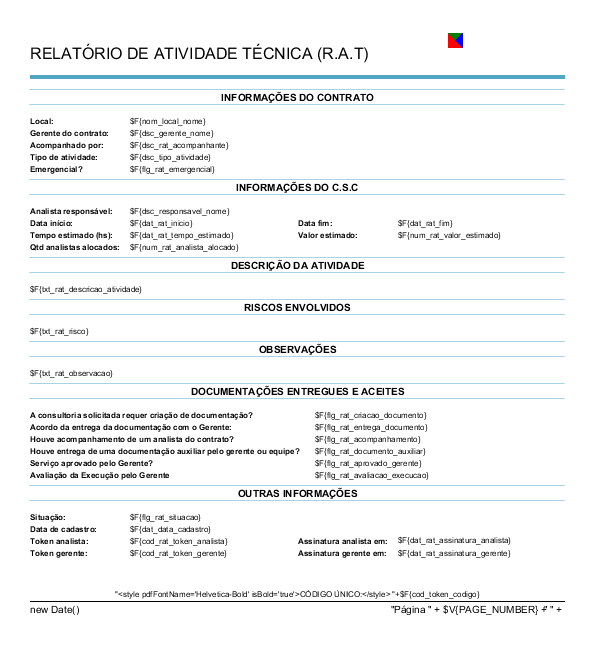 RELATÓRIO DE ATIVIDADE TÉCNICA (R.A.T)
INFORMAÇÕES DO CONTRATO
Local: $F{nom_local_nome}
Gerente do contrato: $F{dsc_gerente_nome}
Acompanhado por: $F{dsc_rat_acompanhante}
Tipo de atividade: $F{dsc_tipo_atividade}
Emergencial? $F{flg_rat_emergencial}
INFORMAÇÕES DO C.S.C
Analista responsável: $F{dsc_responsavel_nome}
Data início: $F{dat_rat_inicio} Data fim: $F{dat_rat_fim}
Tempo estimado (hs): $F{dat_rat_tempo_estimado} Valor estimado: $F{num_rat_valor_estimado}
Qtd analistas alocados: $F{num_rat_analista_alocado}
DESCRIÇÃO DA ATIVIDADE
$F{txt_rat_descricao_atividade}
RISCOS ENVOLVIDOS
$F{txt_rat_risco}
OBSERVAÇÕES
$F{txt_rat_observacao}
DOCUMENTAÇÕES ENTREGUES E ACEITES
A consultoria solicitada requer criação de documentação? $F{flg_rat_criacao_documento}
Acordo da entrega da documentação com o Gerente: $F{flg_rat_entrega_documento}
Houve acompanhamento de um analista do contrato? $F{flg_rat_acompanhamento}
Houve entrega de uma documentação auxiliar pelo gerente ou equipe? $F{flg_rat_documento_auxiliar}
Serviço aprovado pelo Gerente? $F{flg_rat_aprovado_gerente}
Avaliação da Execução pelo Gerente $F{flg_rat_avaliacao_execucao}
OUTRAS INFORMAÇÕES
Situação: $F{flg_rat_situacao}
Data de cadastro: $F{dat_data_cadastro}
Token analista: $F{cod_rat_token_analista} Assinatura analista em: $F{dat_rat_assinatura_analista}
Token gerente: $F{cod_rat_token_gerente} Assinatura gerente em: $F{dat_rat_assinatura_gerente}
"<style pdfFontName='Helvetica-Bold' isBold='true'>CÓDIGO ÚNICO:</style> "+$F{cod_token_codigo}
new Date() "Página " + $V{PAGE_NUMBER} + " " +